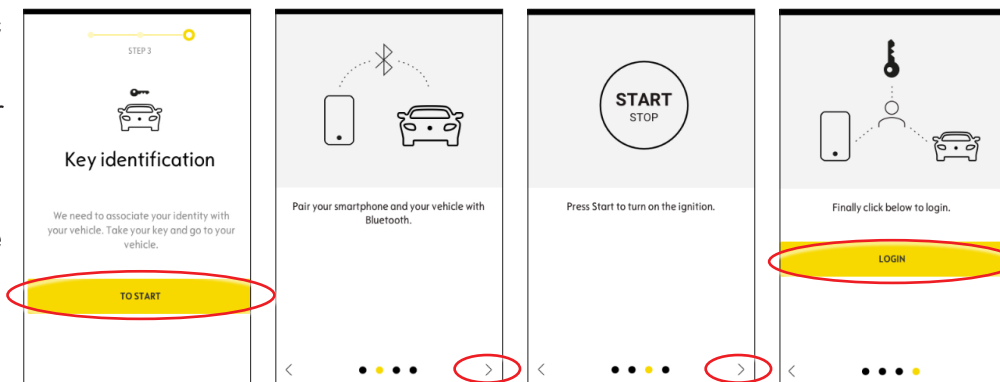 STEP 3
Key identification
We need to associate your identity with
your vehicle. Take your key and go to your
vehicle.
TO START
Pair your smartphone and your vehicle with
Bluetooth.
START
STOP
Press Start to turn on the ignition.
Finally click below to login.
LOGIN